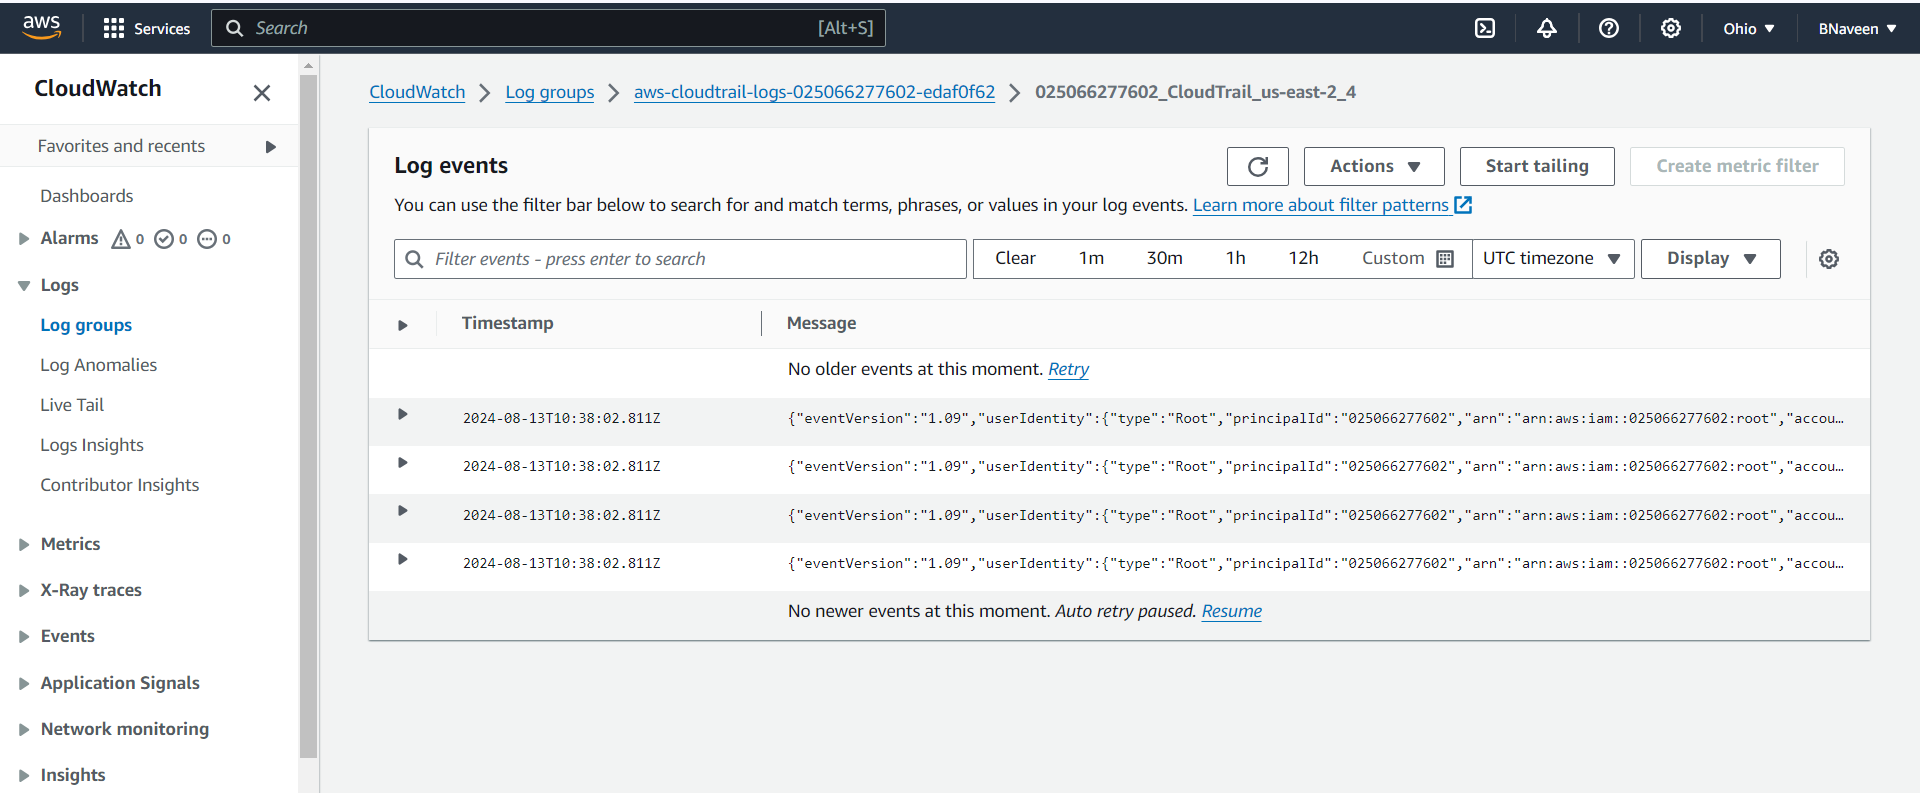 aws Services Search [Alt+S] Ohio BNaveen
CloudWatch
Favorites and recents
Dashboards
Alarms 0 0 0
Logs
Log groups
Log Anomalies
Live Tail
Logs Insights
Contributor Insights
Metrics
X-Ray traces
Events
Application Signals
Network monitoring
Insights
CloudWatch Log groups aws-cloudtrail-logs-025066277602-edaf0f62 025066277602_CloudTrail_us-east-2_4
Log events
Actions Start tailing Create metric filter
You can use the filter bar below to search for and match terms, phrases, or values in your log events. Learn more about filter patterns
Filter events - press enter to search Clear 1m 30m 1h 12h Custom UTC timezone Display
Timestamp Message
No older events at this moment. Retry
2024-08-13T10:38:02.811Z {"eventVersion":"1.09","userIdentity":{"type":"Root","principalId":"025066277602","arn":"arn:aws:iam::025066277602:root","accou…
2024-08-13T10:38:02.811Z {"eventVersion":"1.09","userIdentity":{"type":"Root","principalId":"025066277602","arn":"arn:aws:iam::025066277602:root","accou…
2024-08-13T10:38:02.811Z {"eventVersion":"1.09","userIdentity":{"type":"Root","principalId":"025066277602","arn":"arn:aws:iam::025066277602:root","accou…
2024-08-13T10:38:02.811Z {"eventVersion":"1.09","userIdentity":{"type":"Root","principalId":"025066277602","arn":"arn:aws:iam::025066277602:root","accou…
No newer events at this moment. Auto retry paused. Resume